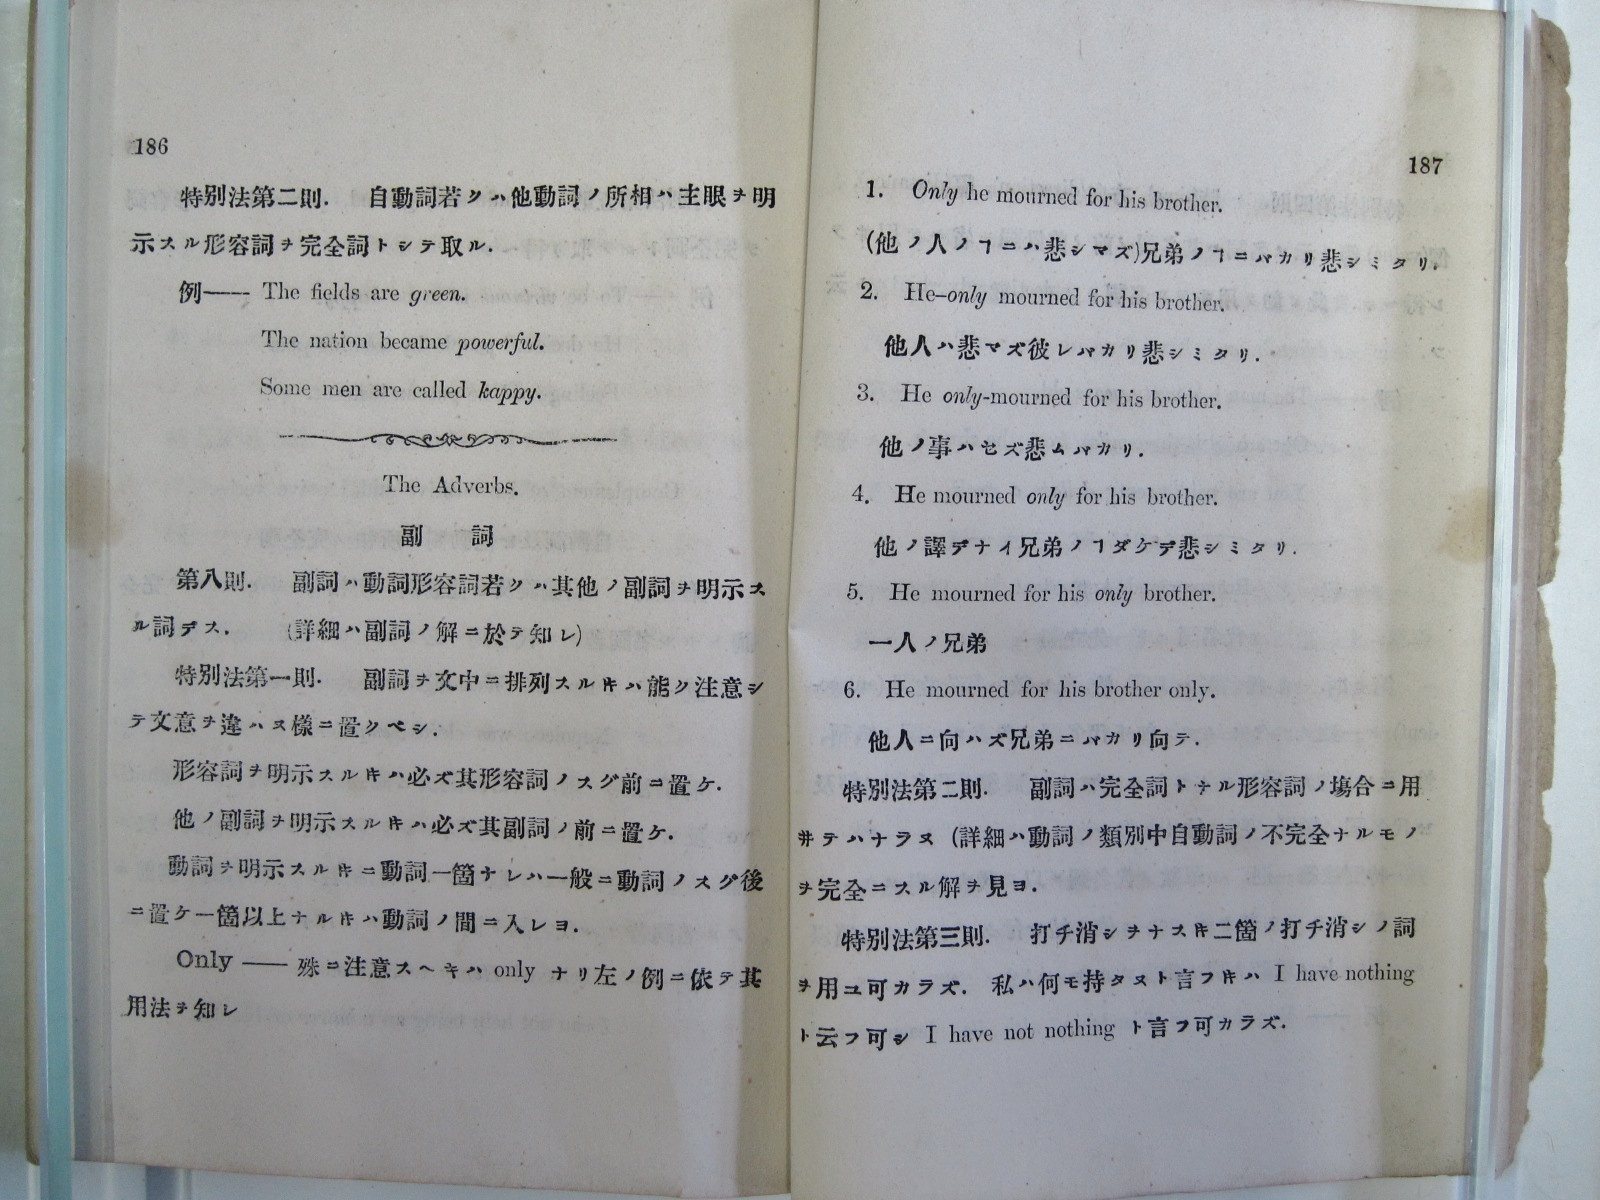 186
特別法第二則. 自動詞若クハ他動詞ノ所相ハ主眼ヲ明
示スル形容詞ヲ完全詞トシテ取ル.
例—— The fields are green.
The nation became powerful.
Some men are called kappy.
The Adverbs.
副 詞
第八則. 副詞ハ動詞形容詞若クハ其他ノ副詞ヲ明示ス
ル詞デス. (詳細ハ副詞ノ解ニ於テ知レ)
特別法第一則. 副詞ヲ文中ニ排列スルキハ能ク注意シ
テ文意ヲ違ハヌ樣ニ置クベシ.
形容詞ヲ明示スルキハ必ズ其形容詞ノスグ前ニ置ケ.
他ノ副詞ヲ明示スルキハ必ズ其副詞ノ前ニ置ケ.
動詞ヲ明示スルキニ動詞一箇ナレハ一般ニ動詞ノスグ後
ニ置ケ一箇以上ナルキハ動詞ノ間ニ入レヨ.
Only —— 殊ニ注意スヘキハ only ナリ左ノ例ニ依テ其
用法ヲ知レ
187
1. Only he mourned for his brother.
(他ノ人ノヿニハ悲シマズ)兄弟ノヿニバカリ悲シミタリ.
2. He–only mourned for his brother.
他人ハ悲マズ彼レバカリ悲シミタリ.
3. He only-mourned for his brother.
他ノ事ハセズ悲ムバカリ.
4. He mourned only for his brother.
他ノ譯デナイ兄弟ノヿダケデ悲シミタリ.
5. He mourned for his only brother.
一人ノ兄弟
6. He mourned for his brother only.
他人ニ向ハズ兄弟ニバカリ向テ.
特別法第二則. 副詞ハ完全詞トナル形容詞ノ塲合ニ用
井テハナラヌ (詳細ハ動詞ノ類別中自動詞ノ不完全ナルモノ
ヲ完全ニスル解ヲ見ヨ.
特別法第三則. 打チ消シヲナスキ二箇ノ打チ消シノ詞
ヲ用ユ可カラズ. 私ハ何モ持タヌト言フキハ I have nothing
ト云フ可シ I have not nothing ト言フ可カラズ.